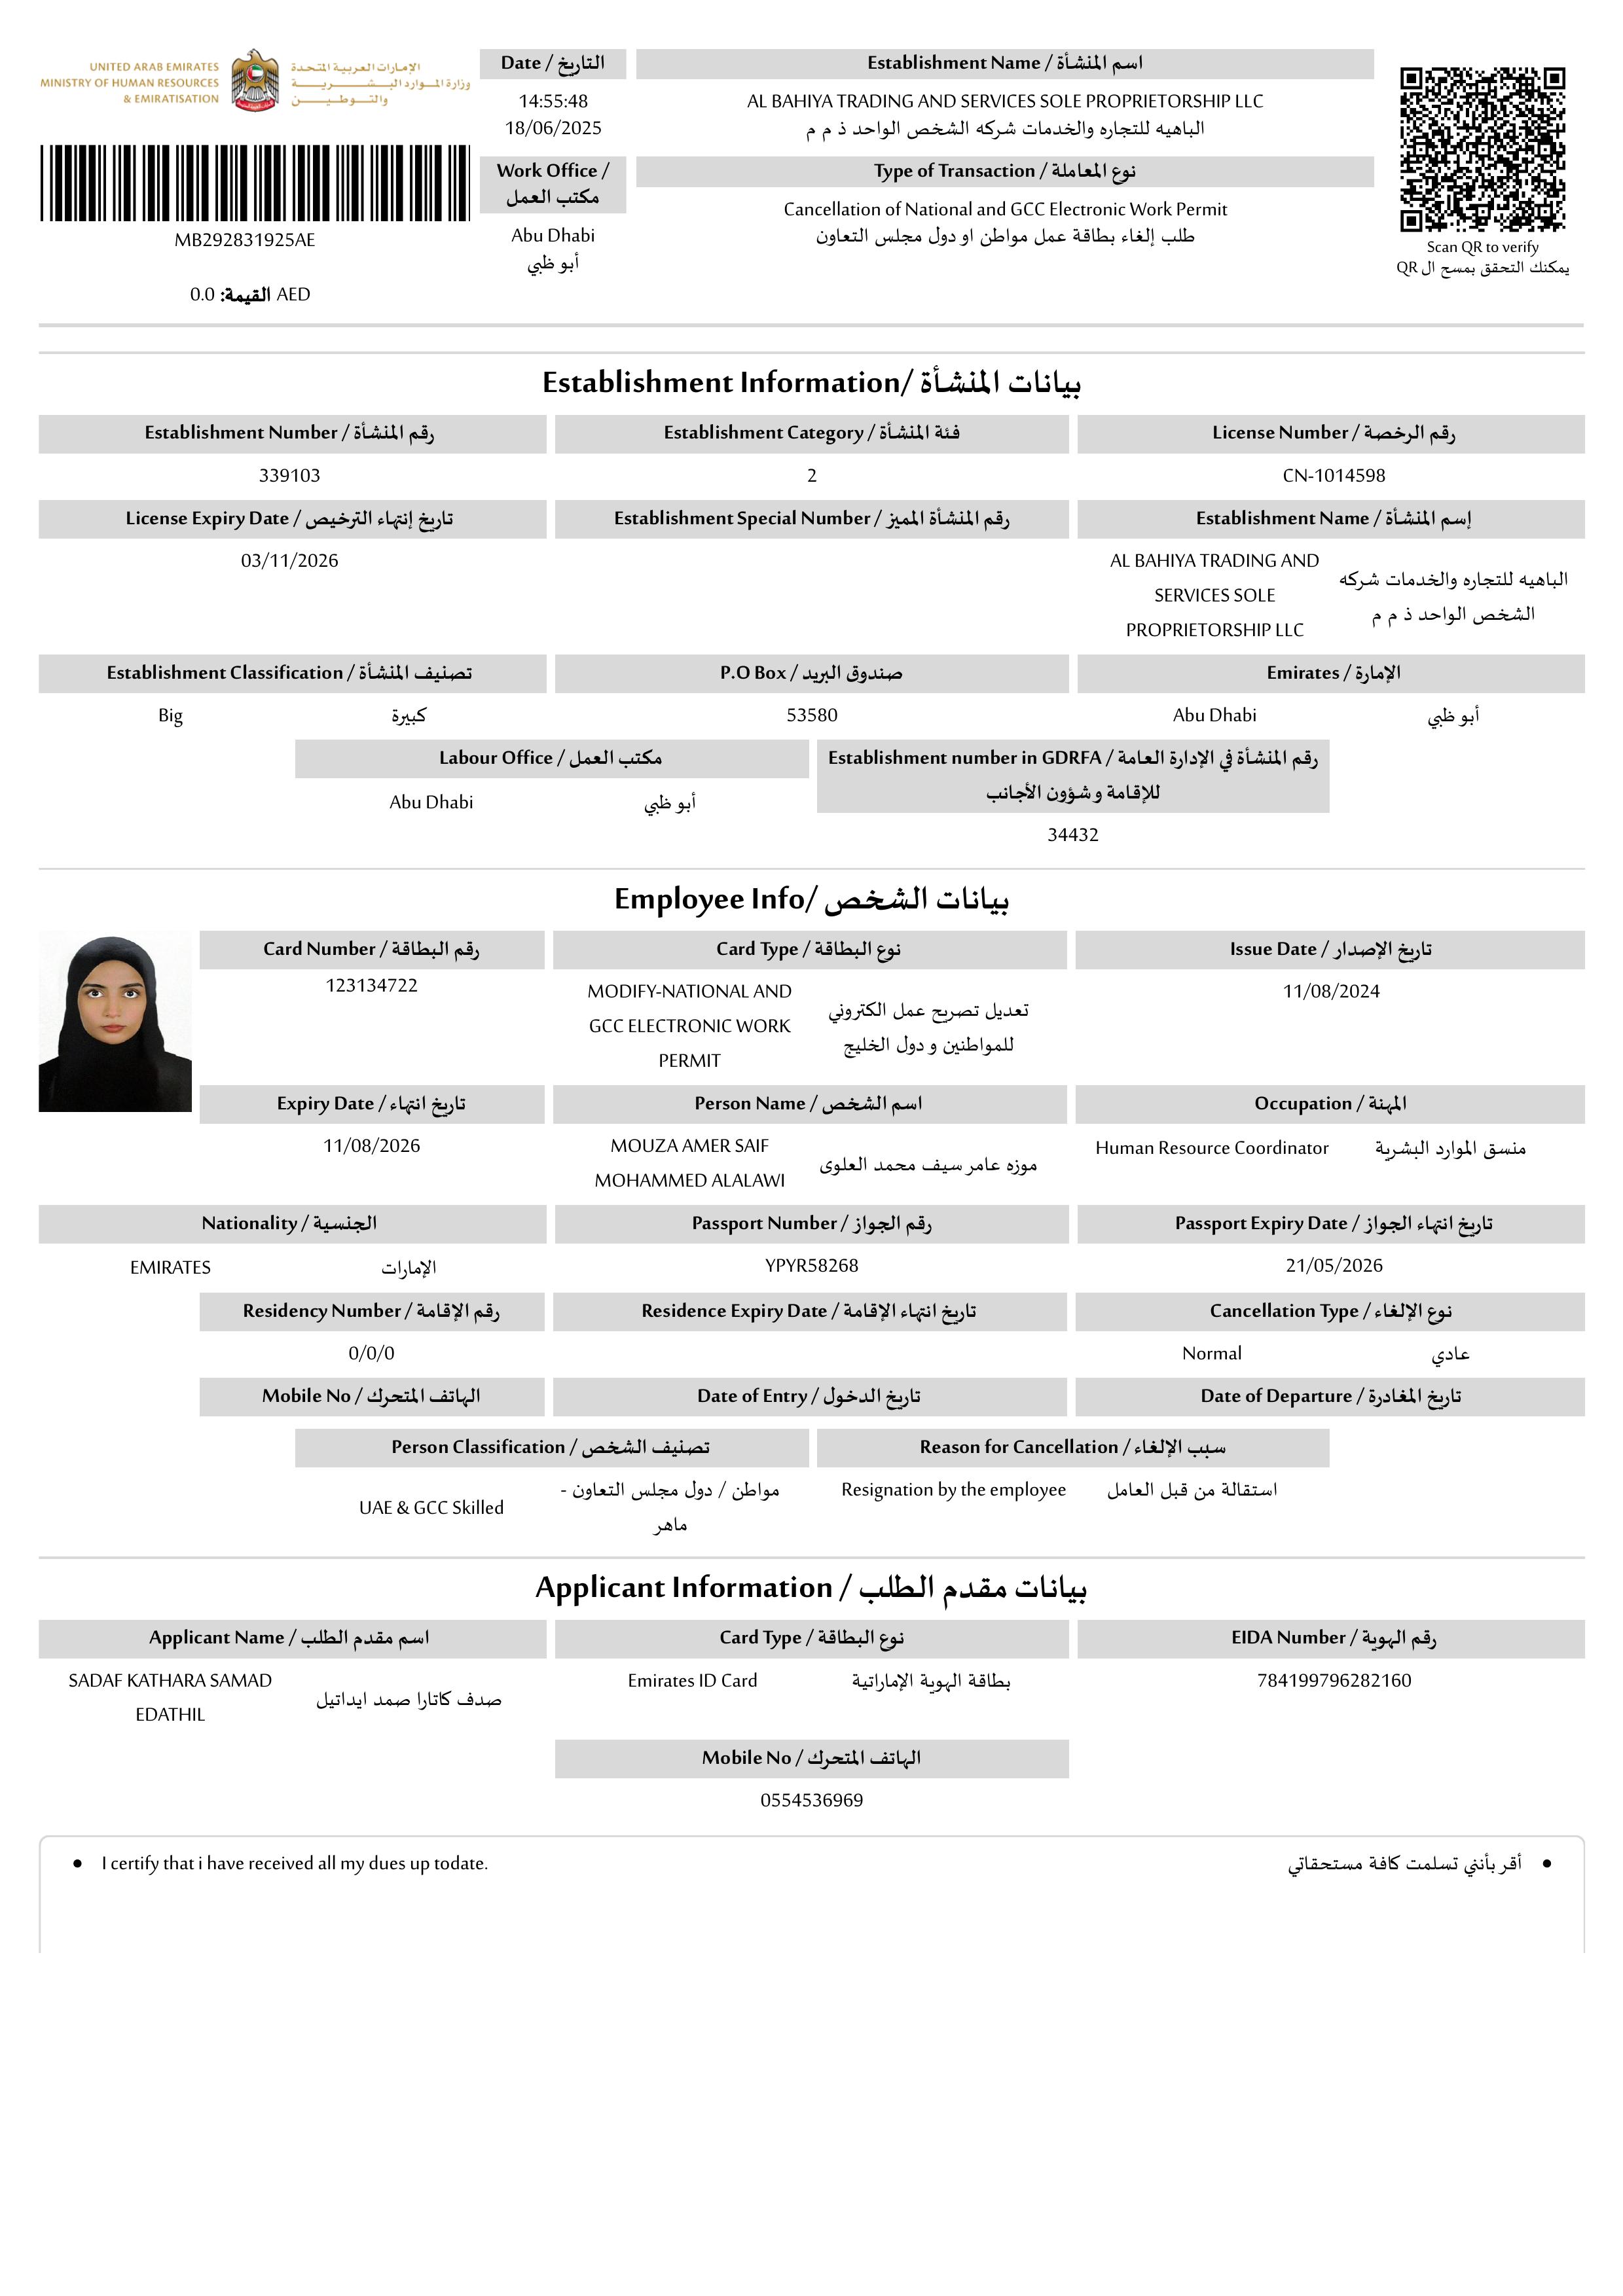 UNITED ARAB EMIRATES
MINISTRY OF HUMAN RESOURCES
& EMIRATISATION
الإمارات العربية المتحدة
وزارة الموارد البشرية
والتوطين
MB292831925AE
القيمة: 0.0 AED
Date / التاريخ
14:55:48
18/06/2025
Work Office /
مكتب العمل
Abu Dhabi
أبو ظبي
Establishment Name / اسم المنشأة
AL BAHIYA TRADING AND SERVICES SOLE PROPRIETORSHIP LLC
الباهيه للتجاره والخدمات شركه الشخص الواحد ذ م م
Type of Transaction / نوع المعاملة
Cancellation of National and GCC Electronic Work Permit
طلب إلغاء بطاقة عمل مواطن او دول مجلس التعاون
Scan QR to verify
يمكنك التحقق بمسح ال QR
Establishment Information/ بيانات المنشأة
Establishment Number / رقم المنشأة
339103
Establishment Category / فئة المنشأة
2
License Number / رقم الرخصة
CN-1014598
License Expiry Date / تاريخ إنتهاء الترخيص
03/11/2026
Establishment Special Number / رقم المنشأة المميز
Establishment Name / إسم المنشأة
AL BAHIYA TRADING AND
SERVICES SOLE
PROPRIETORSHIP LLC
الباهيه للتجاره والخدمات شركه
الشخص الواحد ذ م م
Establishment Classification / تصنيف المنشأة
Big كبيرة
P.O Box / صندوق البريد
53580
Emirates / الإمارة
Abu Dhabi أبو ظبي
Labour Office / مكتب العمل
Abu Dhabi أبو ظبي
Establishment number in GDRFA / رقم المنشأة في الإدارة العامة
للإقامة و شؤون الأجانب
34432
Employee Info/ بيانات الشخص
Card Number / رقم البطاقة
123134722
Card Type / نوع البطاقة
MODIFY-NATIONAL AND
GCC ELECTRONIC WORK
PERMIT
تعديل تصريح عمل الكتروني
للمواطنين و دول الخليج
Issue Date / تاريخ الإصدار
11/08/2024
Expiry Date / تاريخ انتهاء
11/08/2026
Person Name / اسم الشخص
MOUZA AMER SAIF
MOHAMMED ALALAWI
موزه عامر سيف محمد العلوى
Occupation / المهنة
Human Resource Coordinator منسق الموارد البشرية
Nationality / الجنسية
EMIRATES الإمارات
Passport Number / رقم الجواز
YPYR58268
Passport Expiry Date / تاريخ انتهاء الجواز
21/05/2026
Residency Number / رقم الإقامة
0/0/0
Residence Expiry Date / تاريخ انتهاء الإقامة
Cancellation Type / نوع الإلغاء
Normal عادي
Mobile No / الهاتف المتحرك
Date of Entry / تاريخ الدخول
Date of Departure / تاريخ المغادرة
Person Classification / تصنيف الشخص
UAE & GCC Skilled
مواطن / دول مجلس التعاون -
ماهر
Reason for Cancellation / سبب الإلغاء
Resignation by the employee استقالة من قبل العامل
Applicant Information / بيانات مقدم الطلب
Applicant Name / اسم مقدم الطلب
SADAF KATHARA SAMAD
EDATHIL
صدف كاتارا صمد ايداتيل
Card Type / نوع البطاقة
Emirates ID Card بطاقة الهوية الإماراتية
EIDA Number / رقم الهوية
784199796282160
Mobile No / الهاتف المتحرك
0554536969
• I certify that i have received all my dues up todate.
• أقر بأنني تسلمت كافة مستحقاتي